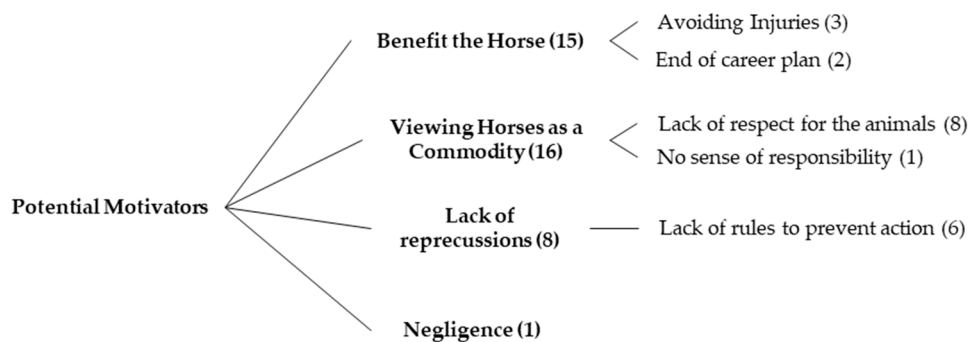 Benefit the Horse (15)
Avoiding Injuries (3)
End of career plan (2)
Viewing Horses as a
Commodity (16)
Lack of respect for the animals (8)
No sense of responsibility (1)
Potential Motivators
Lack of
reprecussions (8)
Lack of rules to prevent action (6)
Negligence (1)